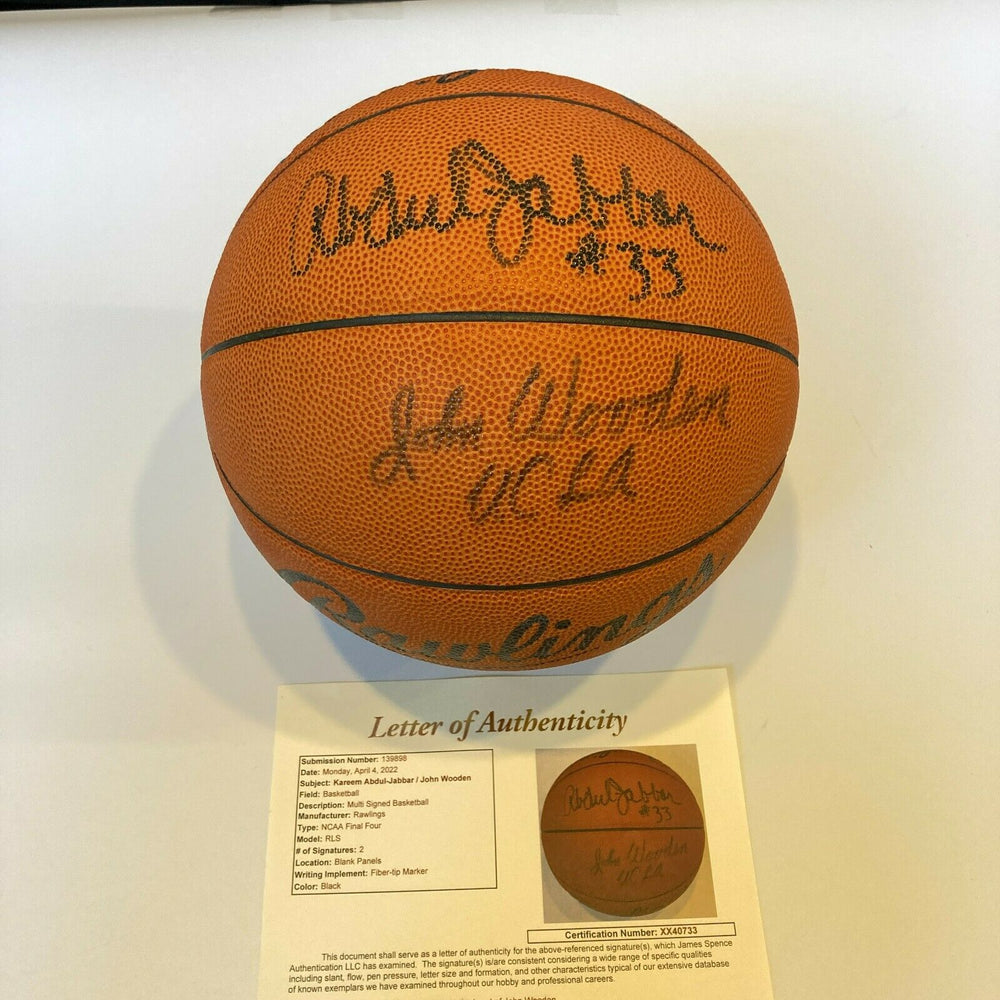 Abdul-Jabbar
#33
John Wooden
UCLA
Rawlings
Letter of Authenticity
Submission Number: 139898
Date: Monday, April 4, 2022
Subject: Kareem Abdul-Jabbar / John Wooden
Field: Basketball
Description: Multi Signed Basketball
Manufacturer: Rawlings
Type: NCAA Final Four
Model: RLS
# of Signatures: 2
Location: Blank Panels
Writing Implement: Fiber-tip Marker
Color: Black
Abdul-Jabbar
#33
John Wooden
UCLA
Certification Number: XX40733
This document shall serve as a letter of authenticity for the above-referenced signature(s), which James Spence
Authentication LLC has examined. The signature(s) is/are consistent considering a wide range of specific qualities
including slant, flow, pen pressure, letter size and formation, and other characteristics typical of our extensive database
of known exemplars we have examined throughout our hobby and professional careers.
of John Wooden